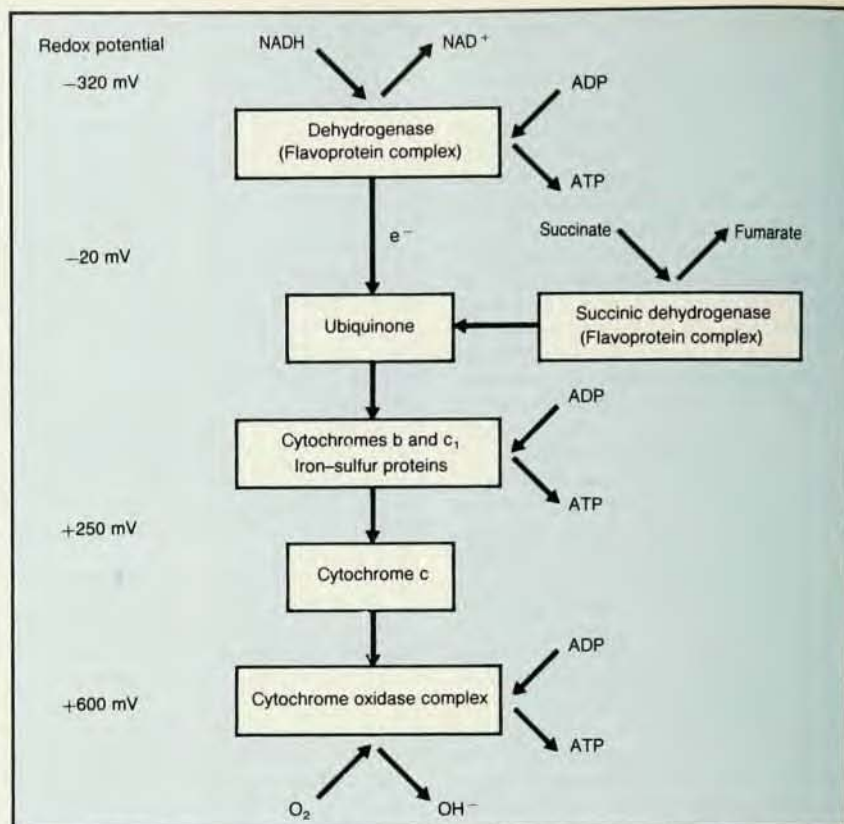 Redox potential
NADH
NAD+
−320 mV
ADP
Dehydrogenase
(Flavoprotein complex)
ATP
e−
Succinate
Fumarate
−20 mV
Ubiquinone
Succinic dehydrogenase
(Flavoprotein complex)
ADP
Cytochromes b and c₁
Iron–sulfur proteins
ATP
+250 mV
Cytochrome c
ADP
+600 mV
Cytochrome oxidase complex
ATP
O₂
OH−